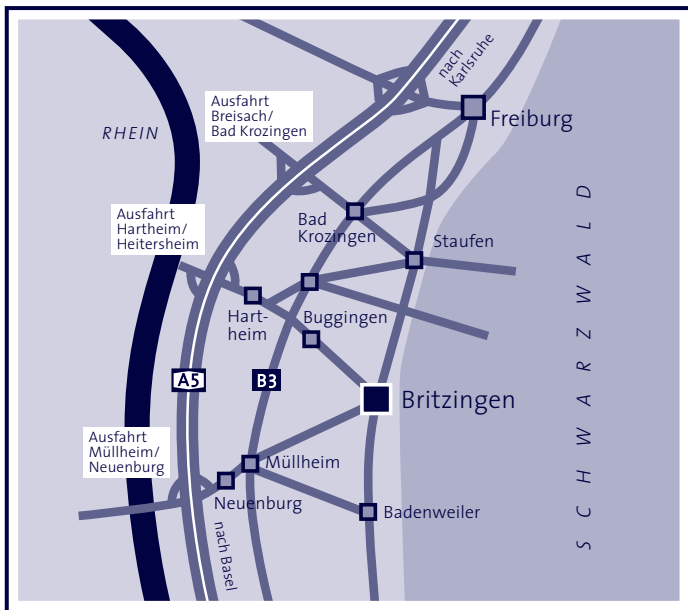 nach
Karlsruhe
Ausfahrt
Breisach/
Bad Krozingen
RHEIN
Freiburg
Ausfahrt
Hartheim/
Heitersheim
Bad
Krozingen
Staufen
SCHWARZWALD
Hart-
heim
Buggingen
A5
B3
Britzingen
Ausfahrt
Müllheim/
Neuenburg
Müllheim
Neuenburg
Badenweiler
nach Basel